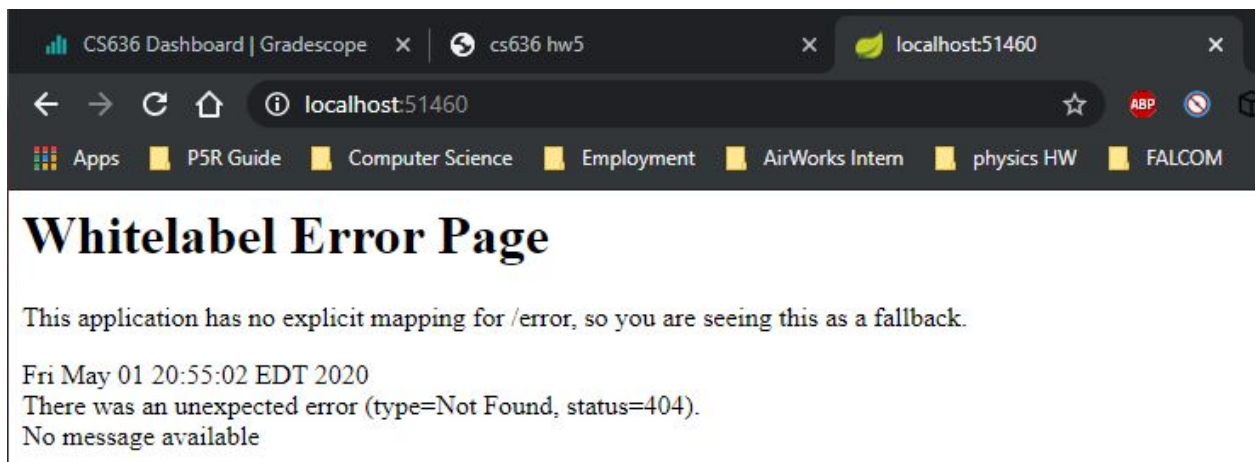 CS636 Dashboard | Gradescope
cs636 hw5
localhost:51460
localhost:51460
ABP
Apps
P5R Guide
Computer Science
Employment
AirWorks Intern
physics HW
FALCOM
Whitelabel Error Page
This application has no explicit mapping for /error, so you are seeing this as a fallback.
Fri May 01 20:55:02 EDT 2020
There was an unexpected error (type=Not Found, status=404).
No message available